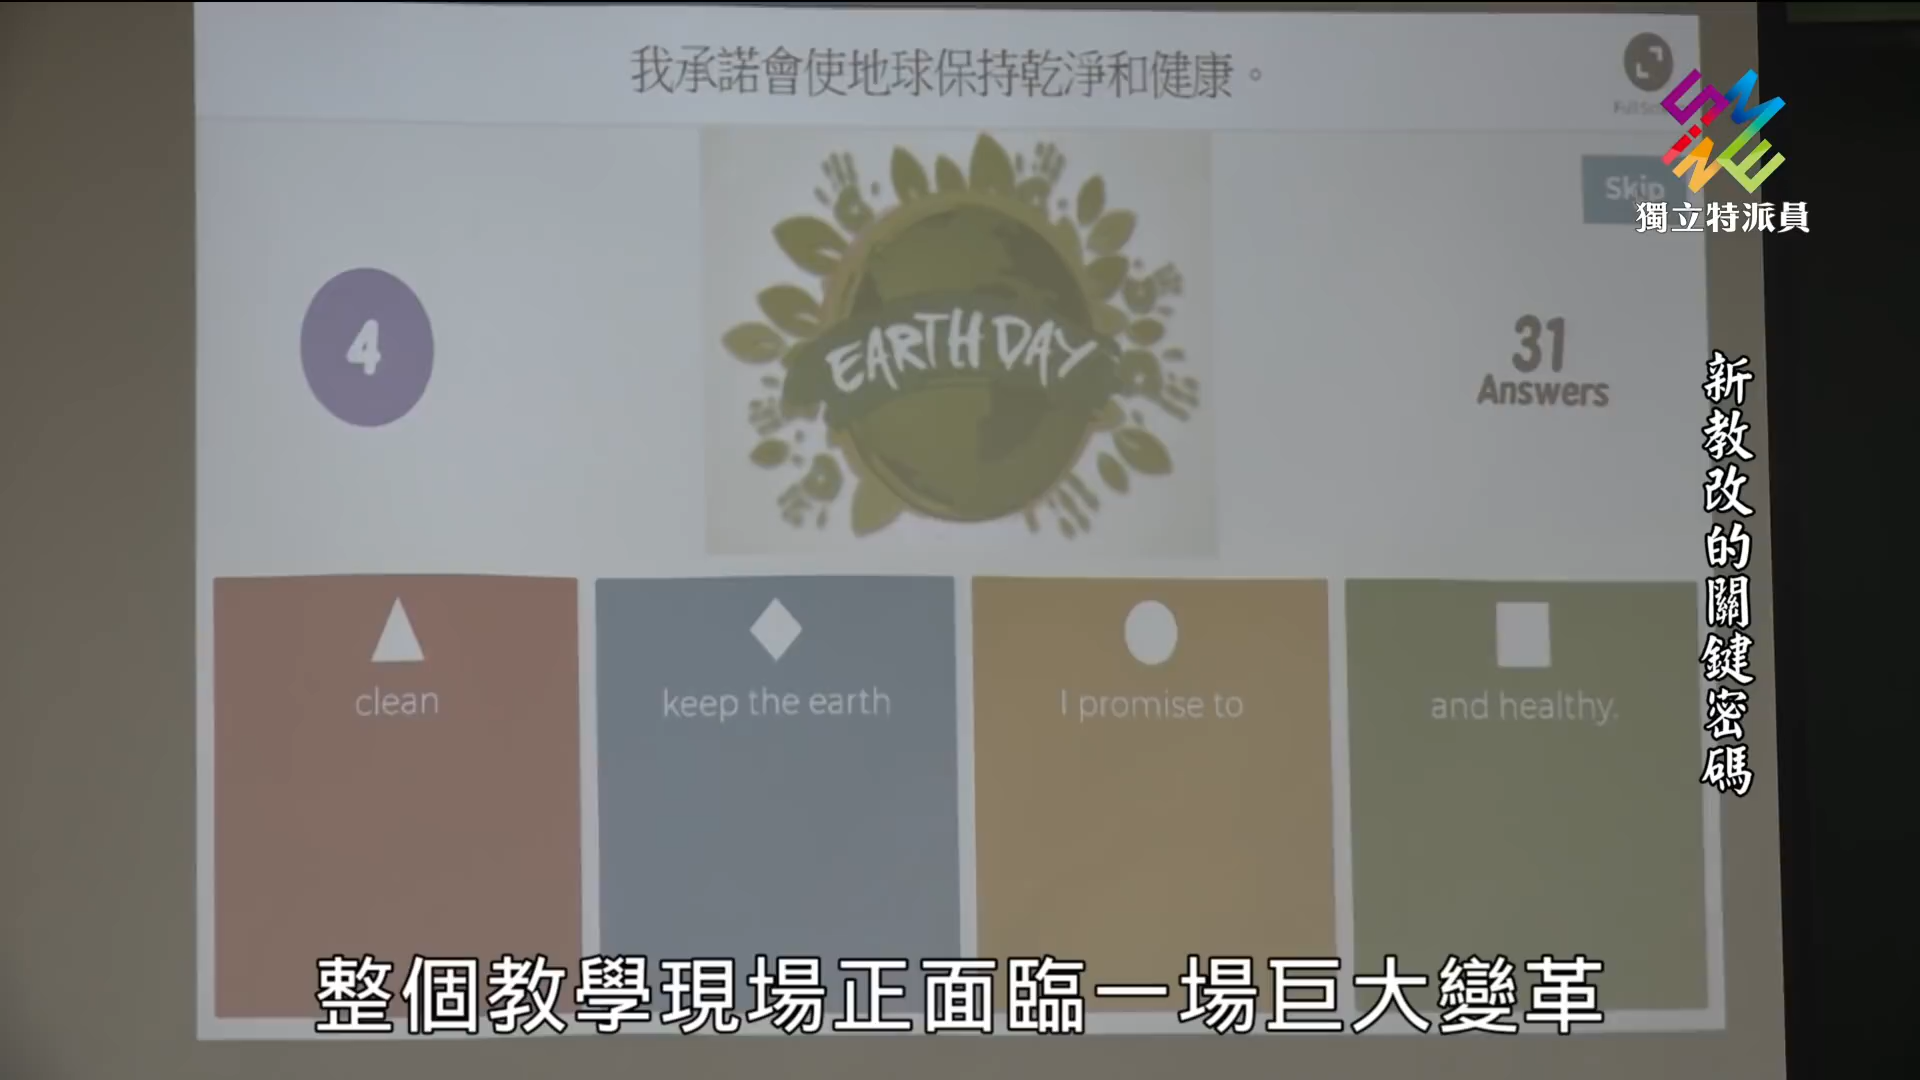 我承諾會使地球保持乾淨和健康。
Skip
SMINE
獨立特派員
4
EARTH DAY
31
Answers
新教改的關鍵密碼
clean
keep the earth
I promise to
and healthy.
整個教學現場正面臨一場巨大變革